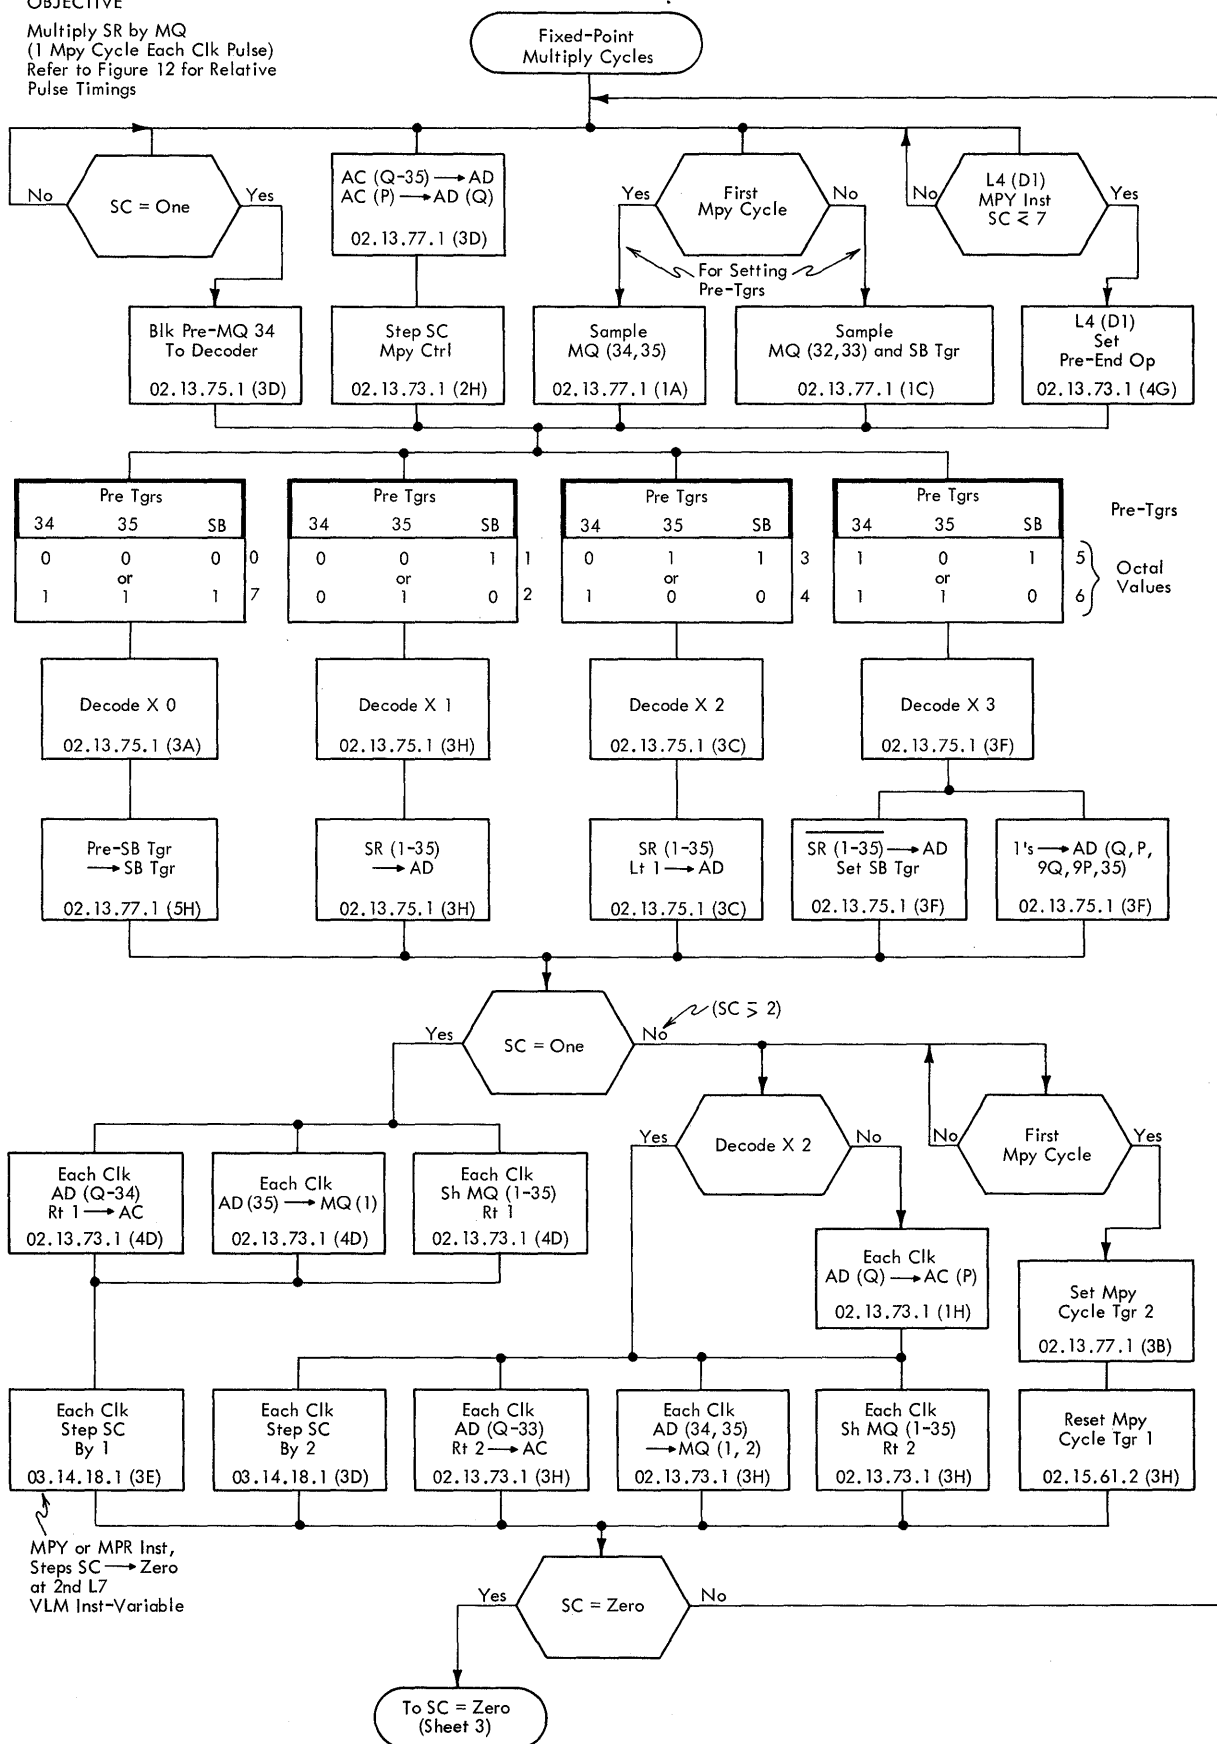 OBJECTIVE
Multiply SR by MQ
(1 Mpy Cycle Each Clk Pulse)
Refer to Figure 12 for Relative
Pulse Timings
Fixed-Point
Multiply Cycles
No
SC = One
Yes
AC (Q-35) → AD
AC (P) → AD (Q)
02.13.77.1 (3D)
Yes
First
Mpy Cycle
No
No
L4 (D1)
MPY Inst
SC ≤ 7
Yes
For Setting
Pre-Tgrs
Blk Pre-MQ 34
To Decoder
02.13.75.1 (3D)
Step SC
Mpy Ctrl
02.13.73.1 (2H)
Sample
MQ (34,35)
02.13.77.1 (1A)
Sample
MQ (32,33) and SB Tgr
02.13.77.1 (1C)
L4 (D1)
Set
Pre-End Op
02.13.73.1 (4G)
Pre Tgrs
34 35 SB
0 0 0 0
or
1 1 1 7
Pre Tgrs
34 35 SB
0 0 1 1
or
0 1 0 2
Pre Tgrs
34 35 SB
0 1 1 3
or
1 0 0 4
Pre Tgrs
34 35 SB
1 0 1 5
or
1 1 0 6
Pre-Tgrs
Octal
Values
Decode X 0
02.13.75.1 (3A)
Decode X 1
02.13.75.1 (3H)
Decode X 2
02.13.75.1 (3C)
Decode X 3
02.13.75.1 (3F)
Pre-SB Tgr
→ SB Tgr
02.13.77.1 (5H)
SR (1-35)
→ AD
02.13.75.1 (3H)
SR (1-35)
Lt 1 → AD
02.13.75.1 (3C)
SR (1-35) → AD
Set SB Tgr
02.13.75.1 (3F)
1's → AD (Q,P,
9Q,9P,35)
02.13.75.1 (3F)
Yes
SC = One
No
(SC ≥ 2)
Yes
Decode X 2
No
No
First
Mpy Cycle
Yes
Each Clk
AD (Q-34)
Rt 1 → AC
02.13.73.1 (4D)
Each Clk
AD (35) → MQ (1)
02.13.73.1 (4D)
Each Clk
Sh MQ (1-35)
Rt 1
02.13.73.1 (4D)
Each Clk
AD (Q) → AC (P)
02.13.73.1 (1H)
Set Mpy
Cycle Tgr 2
02.13.77.1 (3B)
Each Clk
Step SC
By 1
03.14.18.1 (3E)
Each Clk
Step SC
By 2
03.14.18.1 (3D)
Each Clk
AD (Q-33)
Rt 2 → AC
02.13.73.1 (3H)
Each Clk
AD (34, 35)
→ MQ (1, 2)
02.13.73.1 (3H)
Each Clk
Sh MQ (1-35)
Rt 2
02.13.73.1 (3H)
Reset Mpy
Cycle Tgr 1
02.15.61.2 (3H)
MPY or MPR Inst,
Steps SC → Zero
at 2nd L7
VLM Inst-Variable
Yes
SC = Zero
No
To SC = Zero
(Sheet 3)